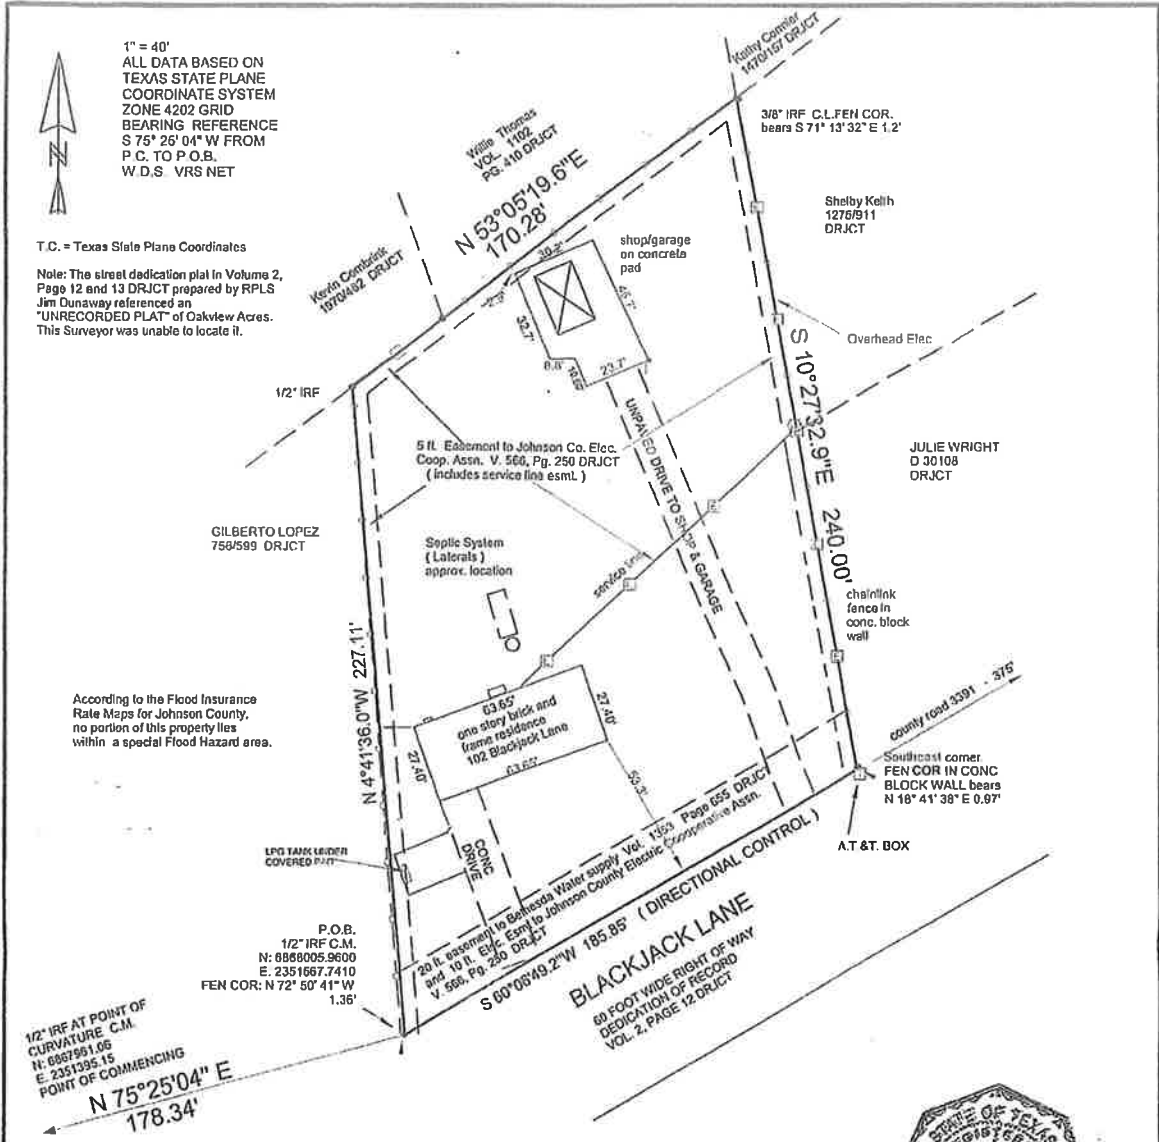 1" = 40'
ALL DATA BASED ON
TEXAS STATE PLANE
COORDINATE SYSTEM
ZONE 4202 GRID
BEARING REFERENCE
S 75° 25' 04" W FROM
P.C. TO P.O.B.
W.D.S. VRS NET
N
T.C. = Texas State Plane Coordinates
Note: The street dedication plat in Volume 2,
Page 12 and 13 DRJCT prepared by RPLS
Jim Dunaway referenced an
"UNRECORDED PLAT" of Oakview Acres.
This Surveyor was unable to locate it.
Kathy
1470/157 DRJCT
3/8" IRF C.L.FEN COR.
bears S 71° 13' 32" E 1.2'
Willie Thomas
VOL. 1102
PG. 410 DRJCT
N 53°05'19.6"E
170.28'
Kevin Combrink
1970/482 DRJCT
Shelby Keith
1276/911
DRJCT
shop/garage
on concrete
pad
30.2'
2.9'
45.7'
32.7'
8.8'
10.60'
23.7'
Overhead Elec
1/2" IRF
S 10°27'32.9"E 240.00'
5 ft. Easement to Johnson Co. Elec.
Coop. Assn. V. 566, Pg. 250 DRJCT
( includes service line esmt. )
UNPAVED DRIVE TO SHOP & GARAGE
JULIE WRIGHT
D 30108
DRJCT
GILBERTO LOPEZ
756/599 DRJCT
Septic System
( Laterals )
approx. location
service line
chainlink
fence in
conc. block
wall
N 4°41'36.0"W 227.11'
According to the Flood Insurance
Rate Maps for Johnson County,
no portion of this property lies
within a special Flood Hazard area.
63.65'
one story brick and
frame residence
102 Blackjack Lane
63.65'
27.40'
27.40'
53.3'
county road 3391 - 375'
Southeast corner
FEN COR IN CONC
BLOCK WALL bears
N 18° 41' 38" E 0.97'
A.T &T. BOX
LPG TANK UNDER
COVERED
CONC
DRIVE
20 ft. easement to Bethesda Water supply Vol. 1353 Page 655 DRJCT
and 10 ft. Elec. Esmt to Johnson County Electric Cooperative Assn.
V. 566, Pg. 250 DRJCT
S 60°06'49.2"W 185.85' ( DIRECTIONAL CONTROL )
BLACKJACK LANE
60 FOOT WIDE RIGHT OF WAY
DEDICATION OF RECORD
VOL. 2, PAGE 12 DRJCT
P.O.B.
1/2" IRF C.M.
N: 6868005.9600
E. 2351667.7410
FEN COR: N 72° 50' 41" W
1.36'
1/2" IRF AT POINT OF
CURVATURE C.M.
N: 6867961.06
E. 2351395.15
POINT OF COMMENCING
N 75°25'04" E
178.34'
STATE OF TEXAS